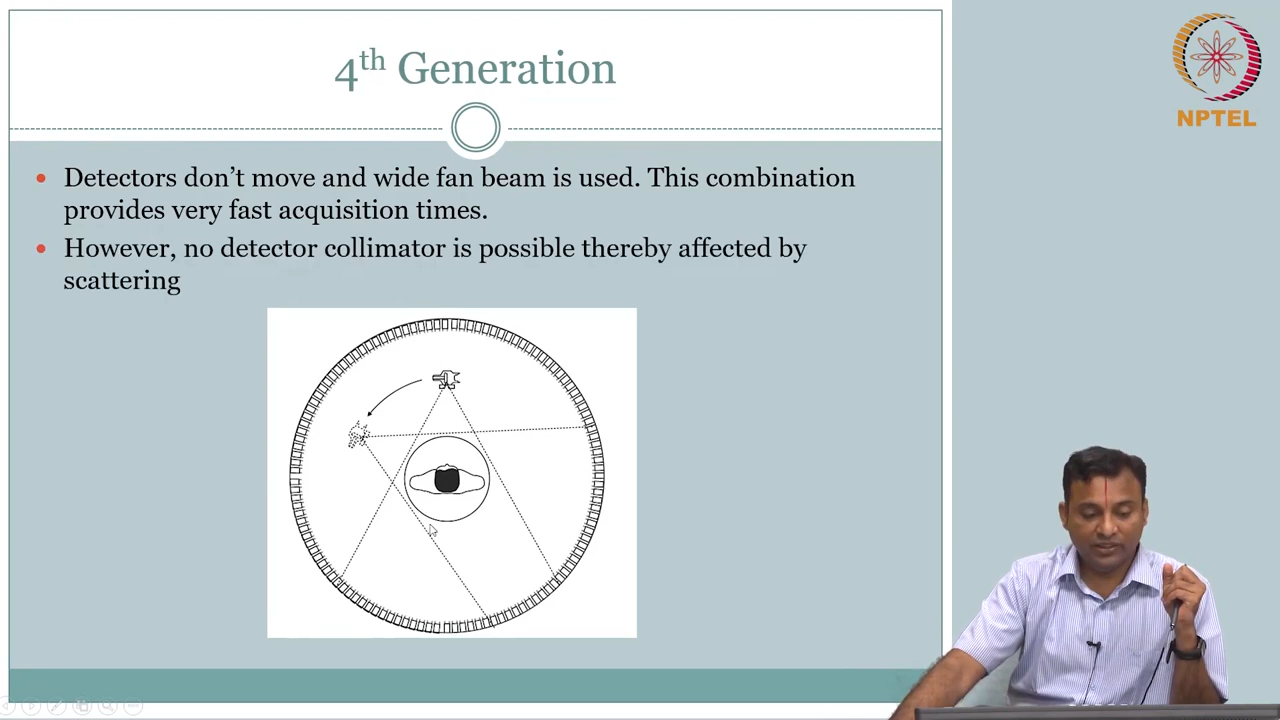 4th Generation
NPTEL
Detectors don't move and wide fan beam is used. This combination
provides very fast acquisition times.
However, no detector collimator is possible thereby affected by
scattering